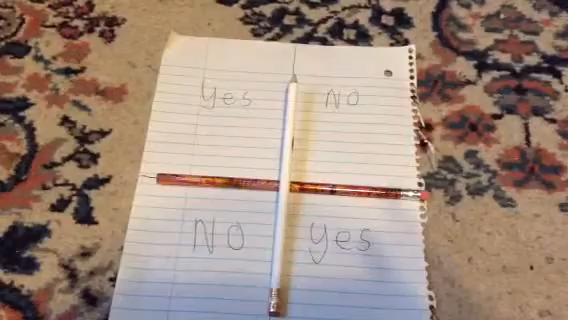 Yes NO
NO yes